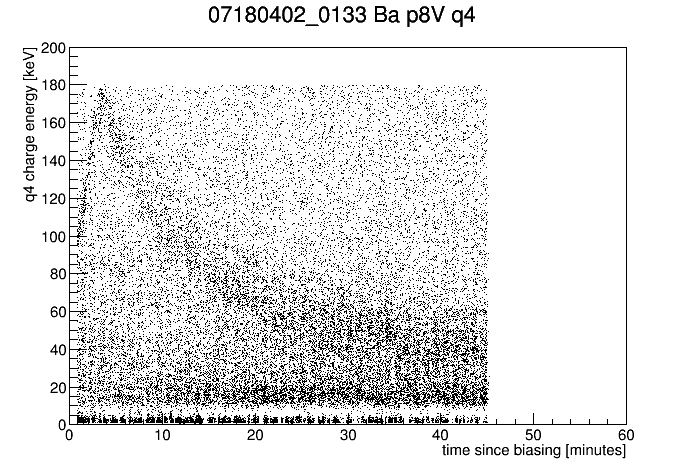 07180402_0133 Ba p8V q4
q4 charge energy [keV]
200
180
160
140
120
100
80
60
40
20
0
0 10 20 30 40 50 60
time since biasing [minutes]